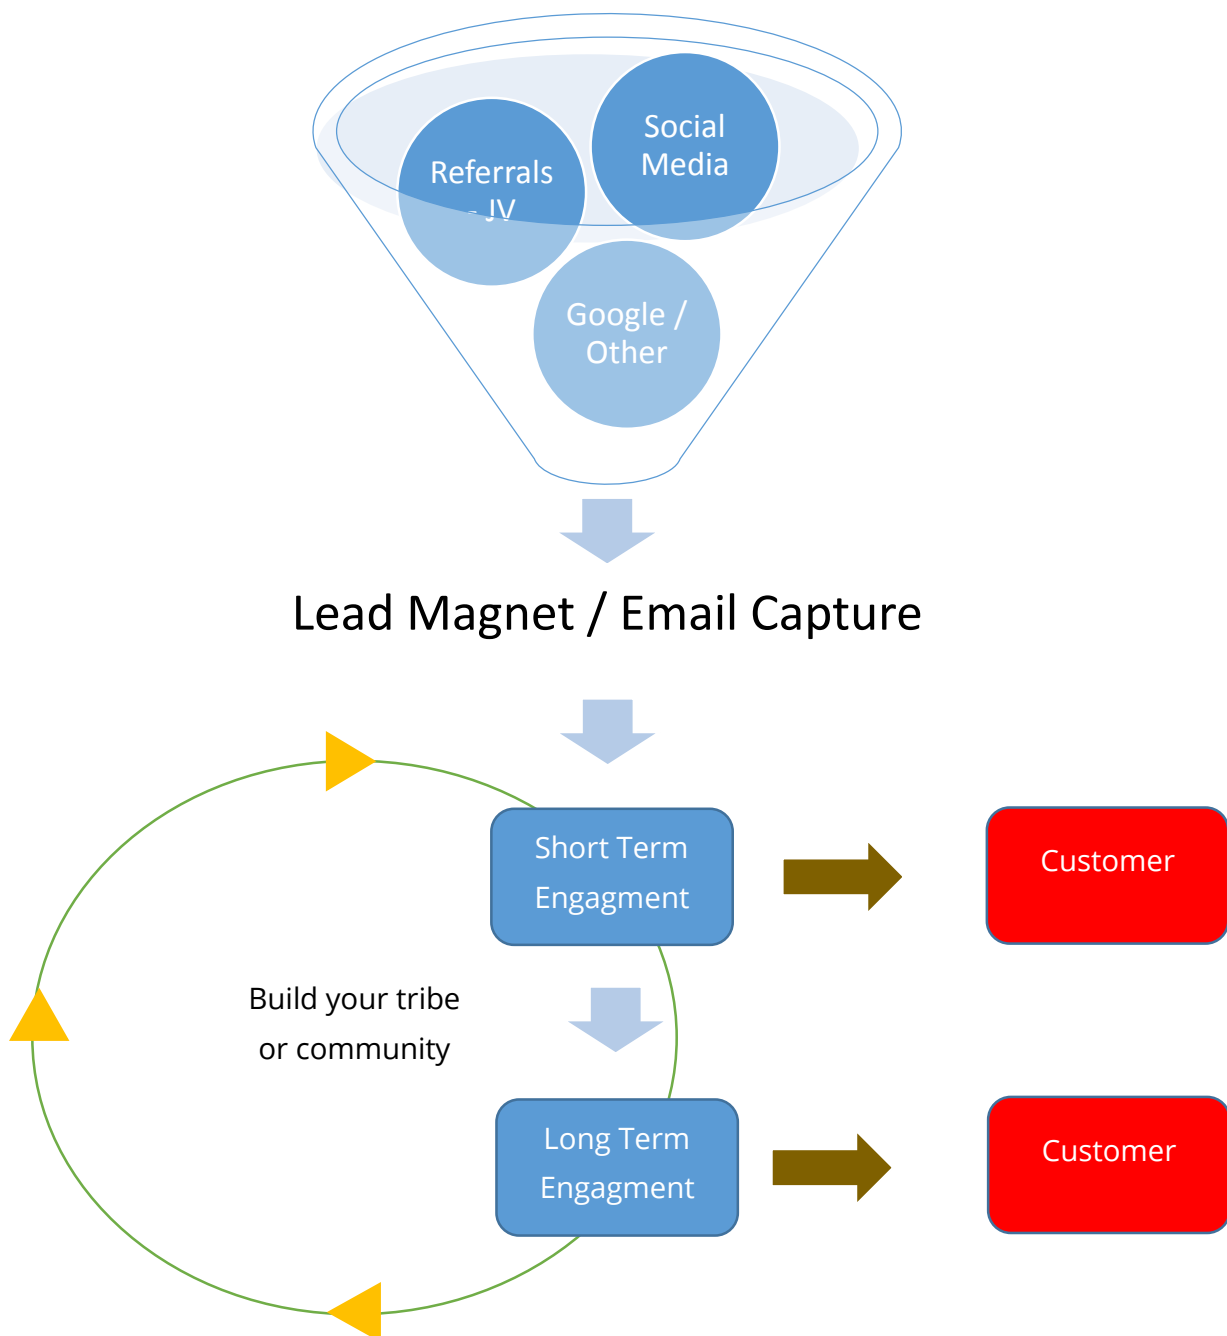 Social
Media
Referrals
- JV
Google /
Other
Lead Magnet / Email Capture
Short Term
Engagment
Customer
Build your tribe
or community
Long Term
Engagment
Customer